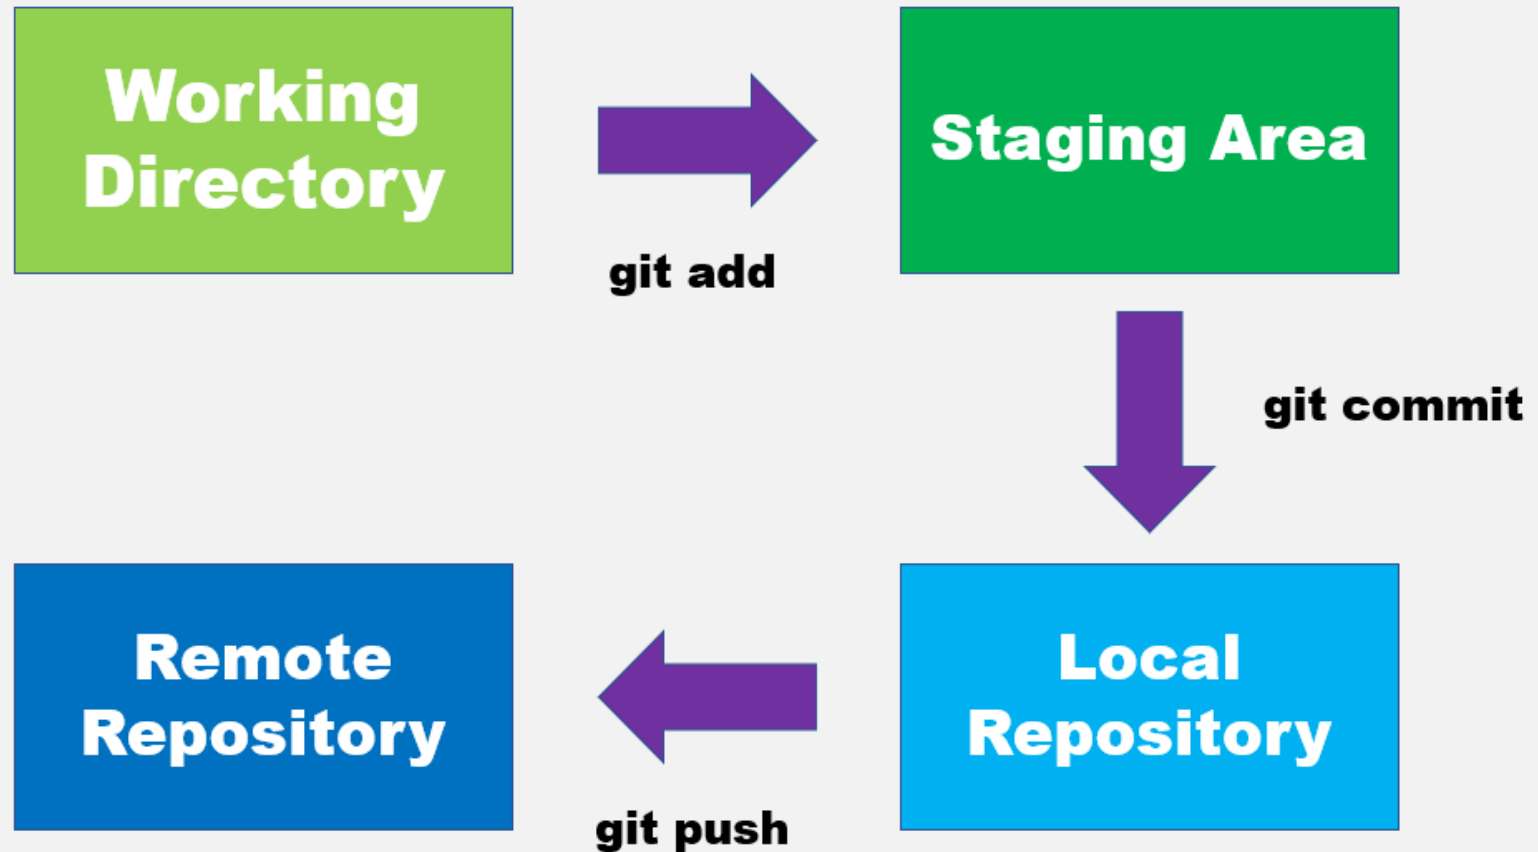 Working
Directory
git add
Staging Area
git commit
Local
Repository
git push
Remote
Repository